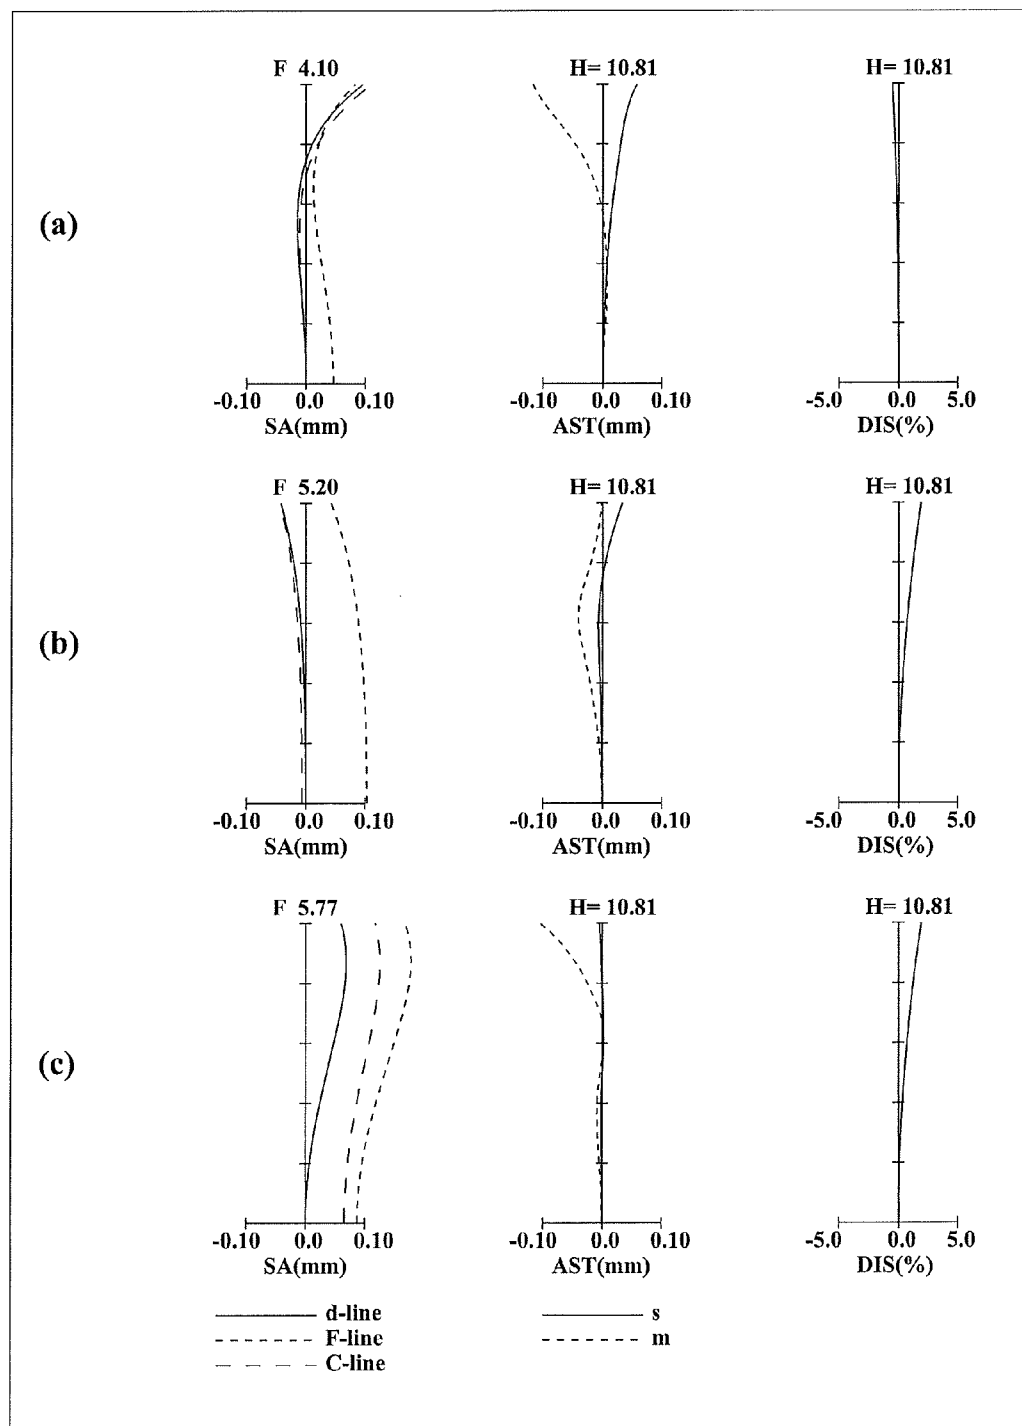 F 4.10 H= 10.81 H= 10.81
(a)
-0.10 0.0 0.10 -0.10 0.0 0.10 -5.0 0.0 5.0
SA(mm) AST(mm) DIS(%)
F 5.20 H= 10.81 H= 10.81
(b)
-0.10 0.0 0.10 -0.10 0.0 0.10 -5.0 0.0 5.0
SA(mm) AST(mm) DIS(%)
F 5.77 H= 10.81 H= 10.81
(c)
-0.10 0.0 0.10 -0.10 0.0 0.10 -5.0 0.0 5.0
SA(mm) AST(mm) DIS(%)
d-line s
F-line m
C-line